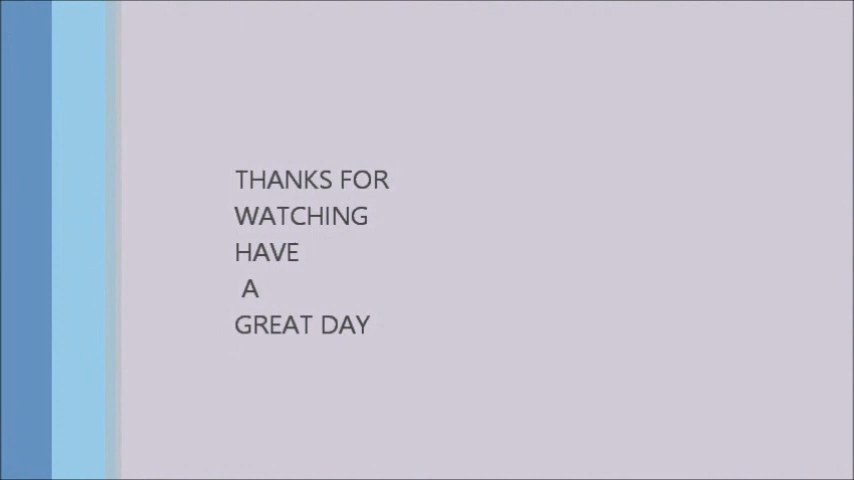 THANKS FOR
WATCHING
HAVE
A
GREAT DAY